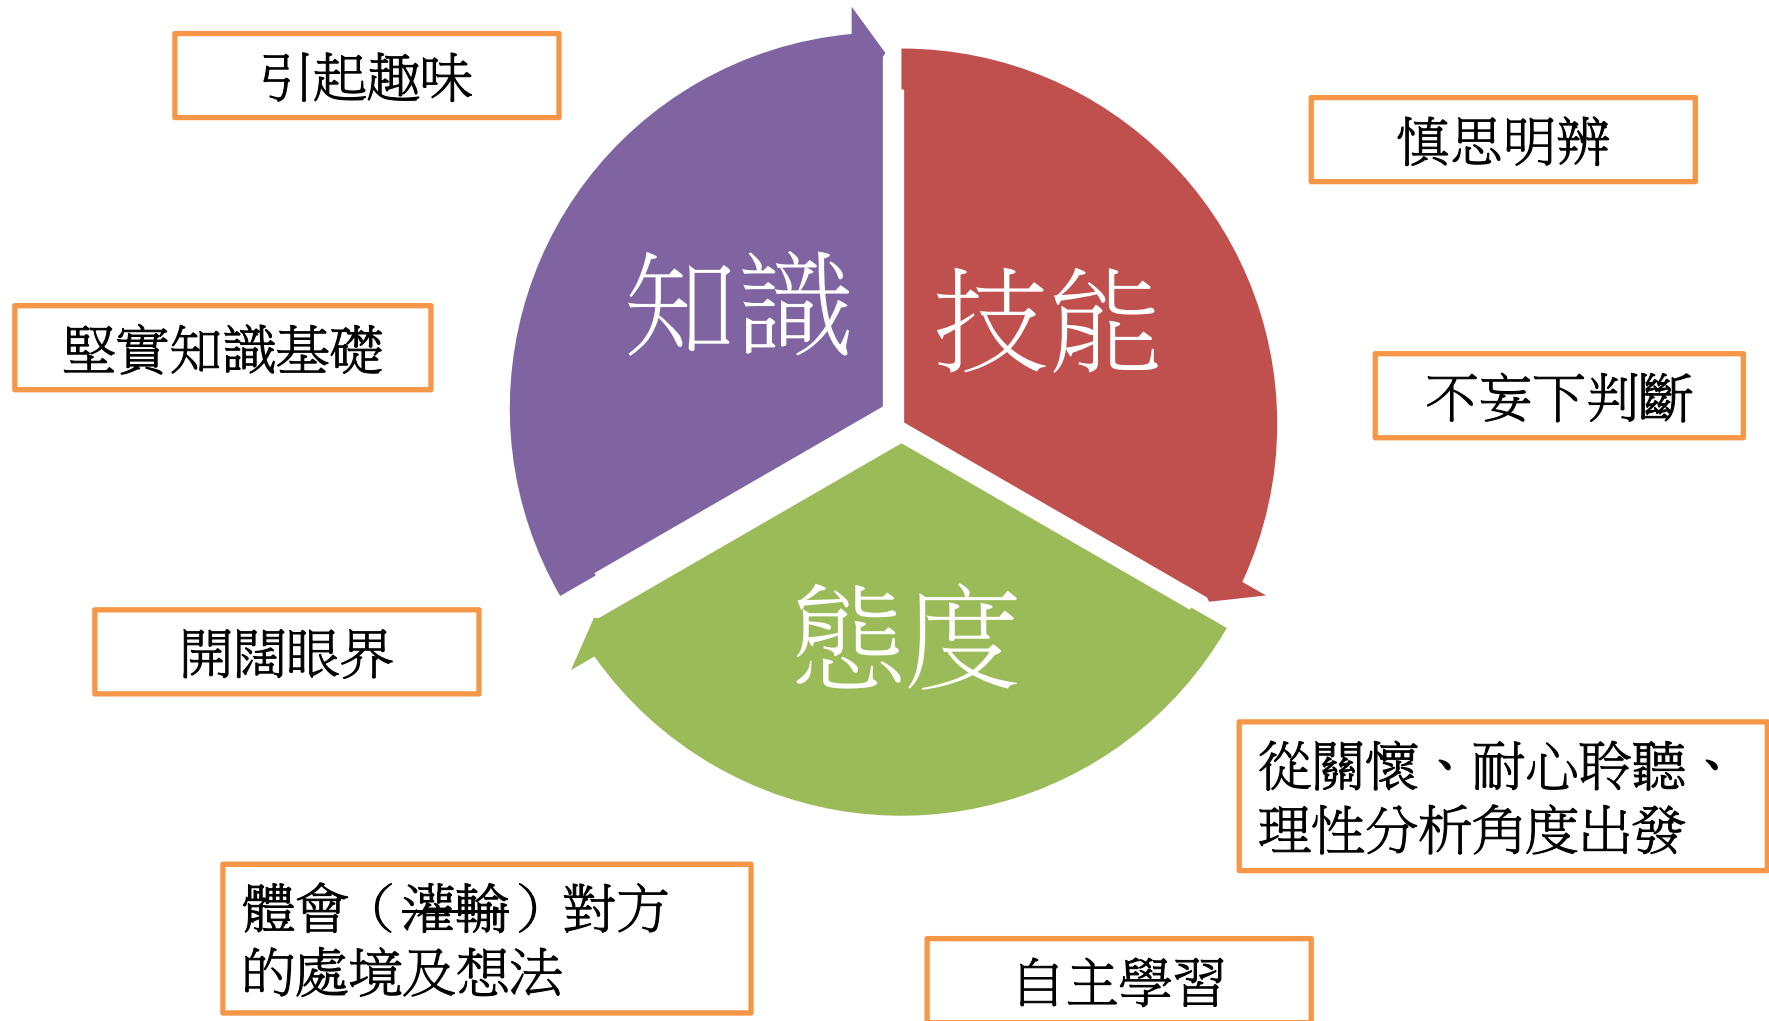 引起趣味
慎思明辨
知識
技能
堅實知識基礎
不妄下判斷
態度
開闊眼界
從關懷、耐心聆聽、
理性分析角度出發
體會（灌輸）對方
的處境及想法
自主學習